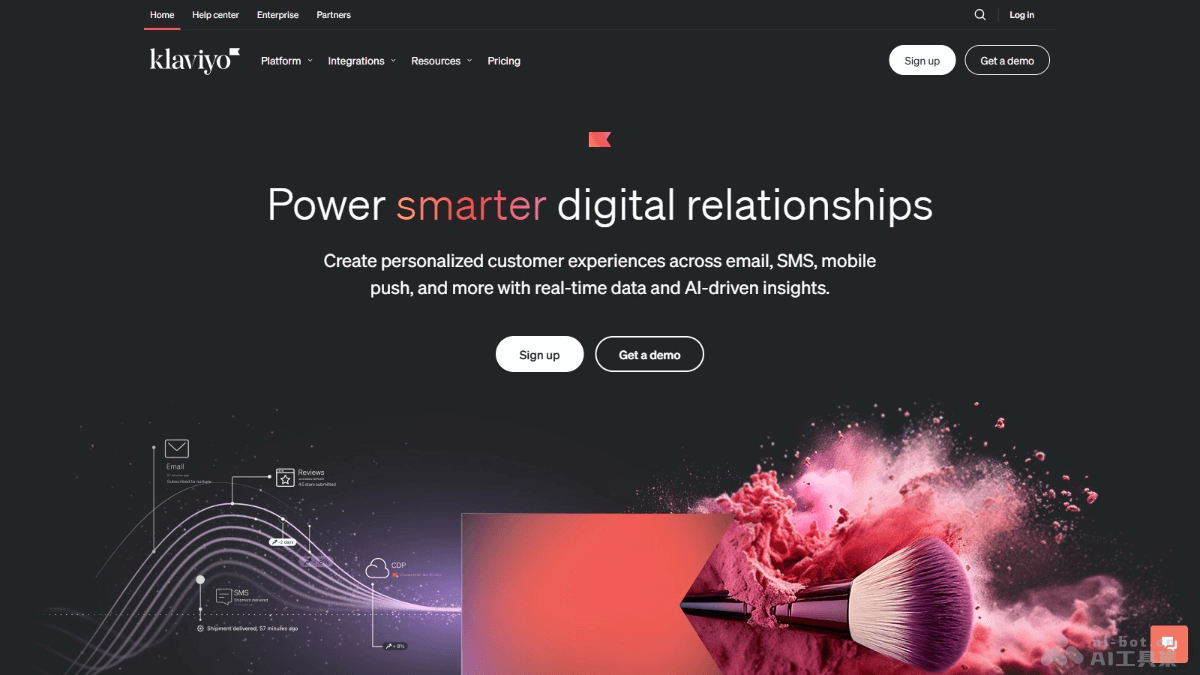 Home Help center Enterprise Partners Log in
klaviyo Platform Integrations Resources Pricing Sign up Get a demo
Power smarter digital relationships
Create personalized customer experiences across email, SMS, mobile
push, and more with real-time data and AI-driven insights.
Sign up Get a demo
Email
Reviews
CDP
SMS
Shipment delivered, 57 minutes ago
ai-bot.cn
AI工具集